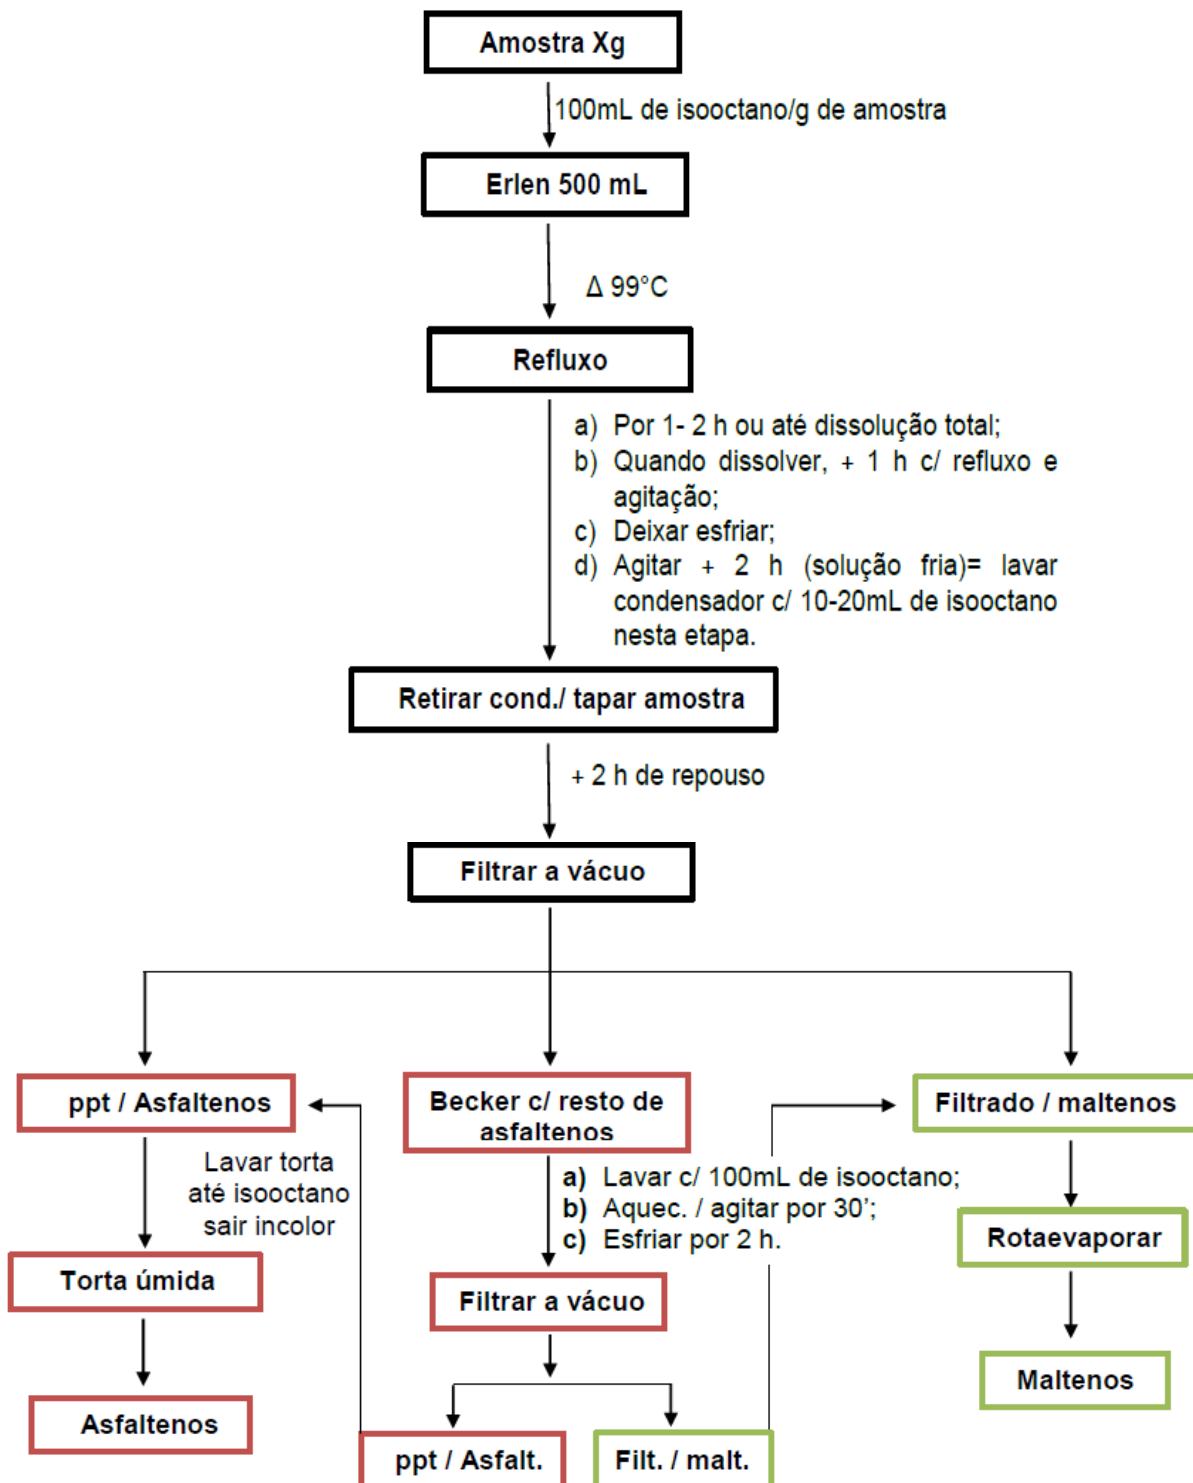 Amostra Xg
100mL de isooctano/g de amostra
Erlen 500 mL
Δ 99°C
Refluxo
a) Por 1- 2 h ou até dissolução total;
b) Quando dissolver, + 1 h c/ refluxo e
agitação;
c) Deixar esfriar;
d) Agitar + 2 h (solução fria)= lavar
condensador c/ 10-20mL de isooctano
nesta etapa.
Retirar cond./ tapar amostra
+ 2 h de repouso
Filtrar a vácuo
ppt / Asfaltenos
Lavar torta
até isooctano
sair incolor
Torta úmida
Asfaltenos
Becker c/ resto de
asfaltenos
a) Lavar c/ 100mL de isooctano;
b) Aquec. / agitar por 30’;
c) Esfriar por 2 h.
Filtrar a vácuo
ppt / Asfalt.
Filt. / malt.
Filtrado / maltenos
Rotaevaporar
Maltenos